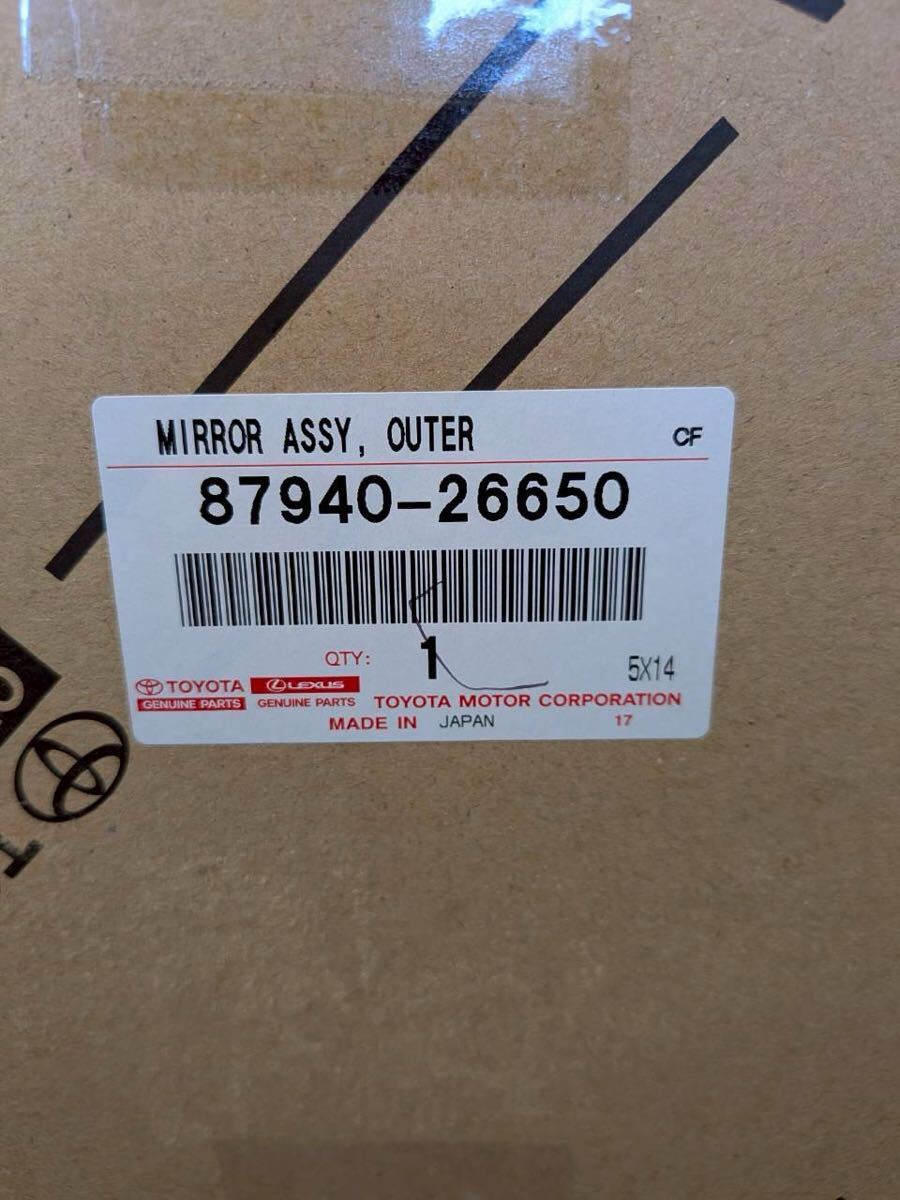 MIRROR ASSY, OUTER CF
87940-26650
QTY: 1 5X14
TOYOTA LEXUS
GENUINE PARTS GENUINE PARTS TOYOTA MOTOR CORPORATION
MADE IN JAPAN 17